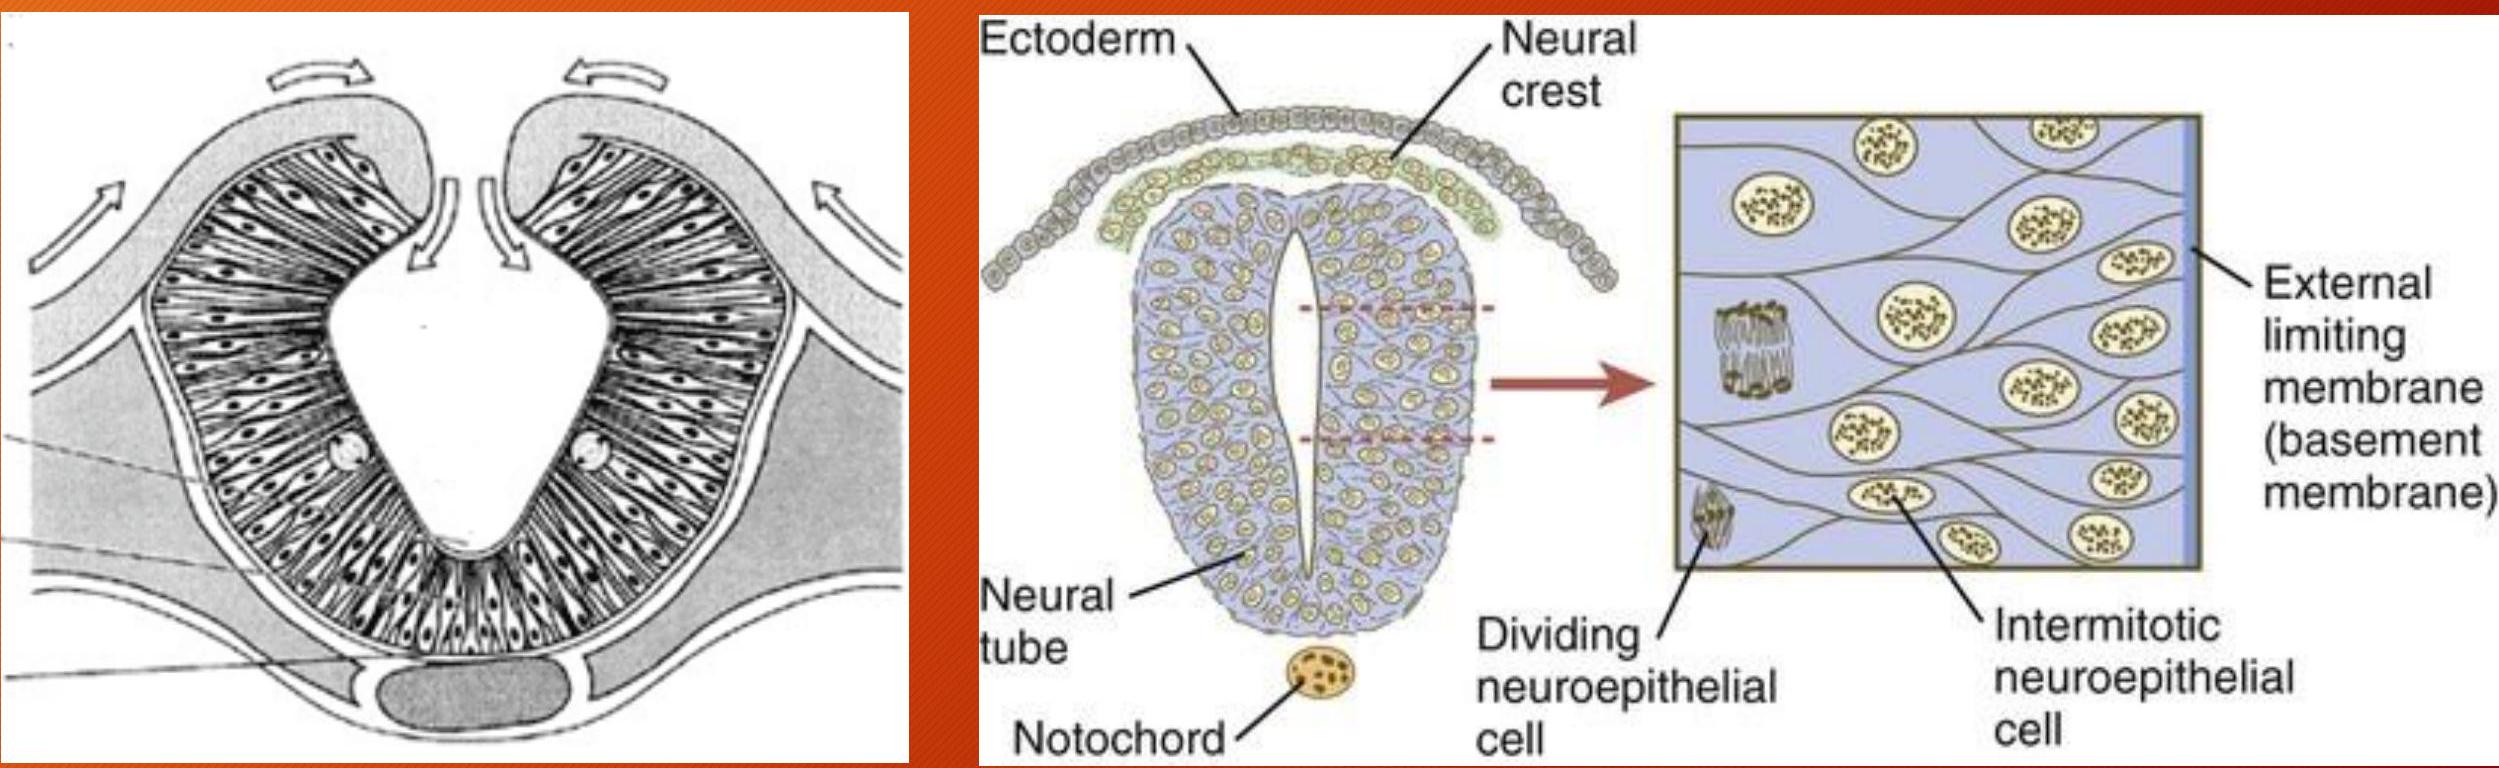 Ectoderm
Neural
crest
External
limiting
membrane
(basement
membrane)
Neural
tube
Notochord
Dividing
neuroepithelial
cell
Intermitotic
neuroepithelial
cell